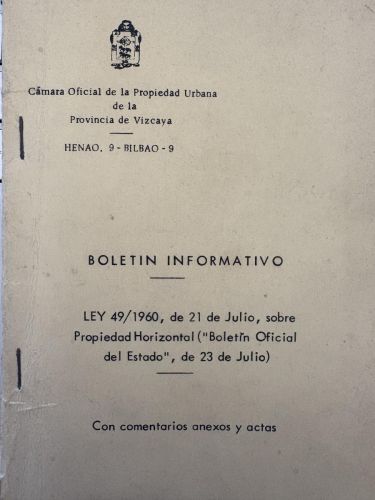 Cámara Oficial de la Propiedad Urbana
de la
Provincia de Vizcaya
HENAO, 9 - BILBAO - 9
BOLETIN INFORMATIVO
LEY 49/1960, de 21 de Julio, sobre
Propiedad Horizontal ("Boletín Oficial
del Estado", de 23 de Julio)
Con comentarios anexos y actas